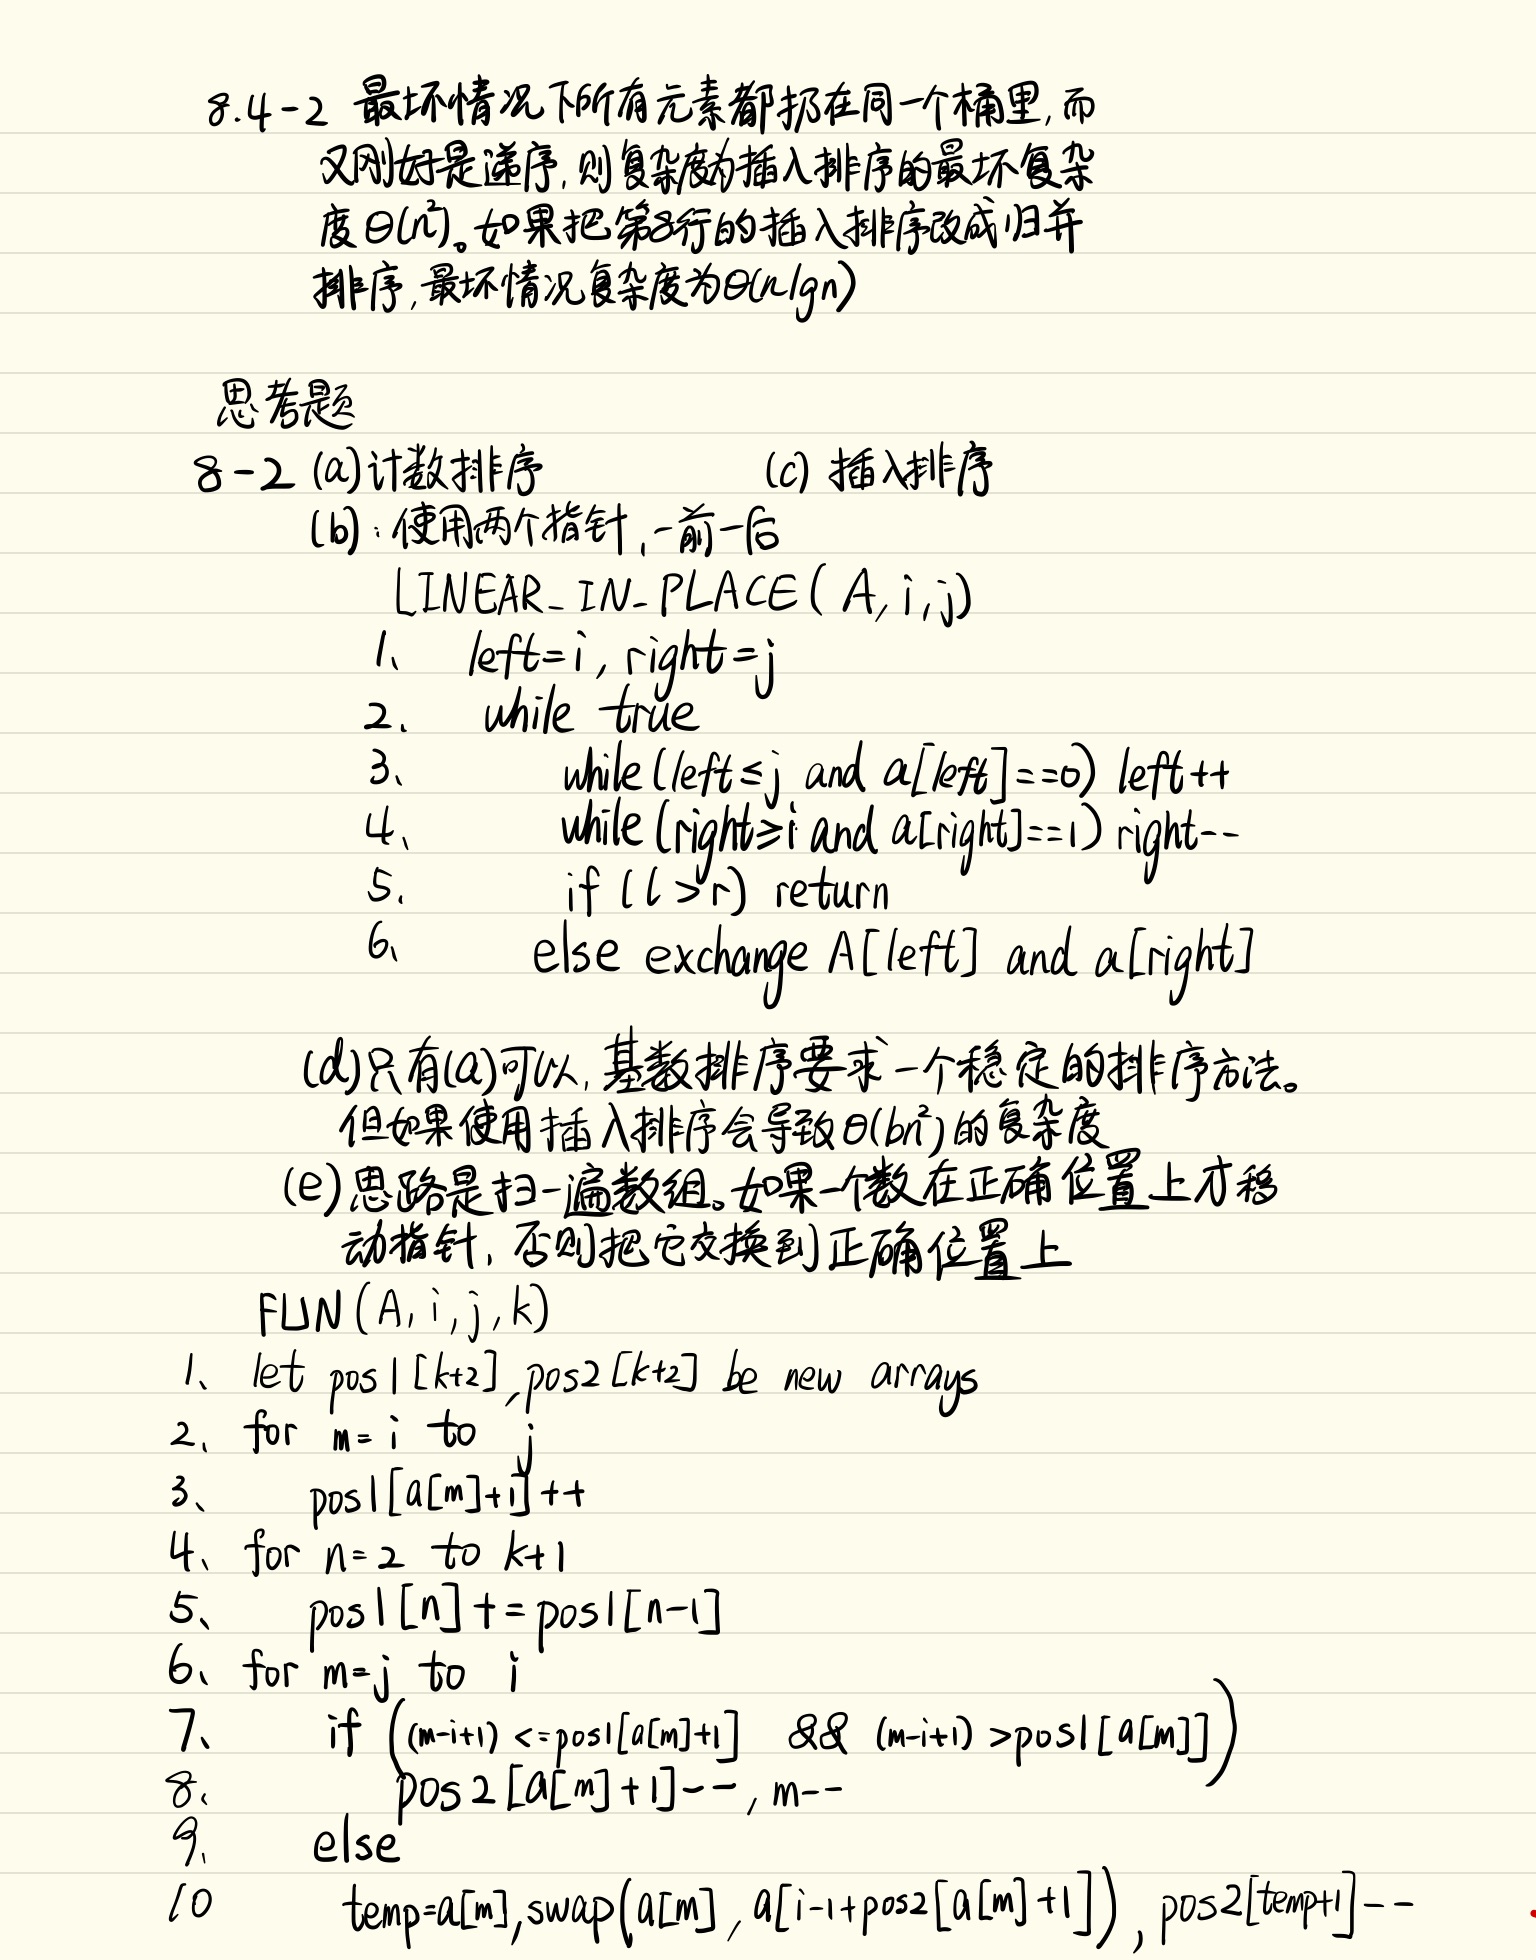 8.4-2 最坏情况下所有元素都扔在同一个桶里,而
又刚好是递序,则复杂度为插入排序的最坏复杂
度θ(n²)。如果把第8行的插入排序改成归并
排序,最坏情况复杂度为θ(nlgn)
思考题
8-2 (a)计数排序 (c) 插入排序
(b):使用两个指针,一前一后
LINEAR_IN_PLACE(A,i,j)
1、 left=i, right=j
2、 while true
3、 while(left≤j and a[left]==0) left++
4、 while(right≥i and a[right]==1) right--
5. if (l>r) return
6、 else exchange A[left] and a[right]
(d)只有(a)可以,基数排序要求一个稳定的排序方法。
但如果使用插入排序会导致θ(bn²)的复杂度
(e)思路是扫一遍数组。如果一个数在正确位置上才移
动指针,否则把它交换到正确位置上
FUN(A,i,j,k)
1、 let pos1[k+2],pos2[k+2] be new arrays
2、 for m=i to j
3、 pos1[a[m]+1]++
4、 for n=2 to k+1
5、 pos1[n]+=pos1[n-1]
6、 for m=j to i
7、 if ((m-i+1)<=pos1[a[m]+1] && (m-i+1)>pos1[a[m]])
8. pos2[a[m]+1]--, m--
9. else
10 temp=a[m],swap(a[m],a[i-1+pos2[a[m]+1]]), pos2[temp+1]--